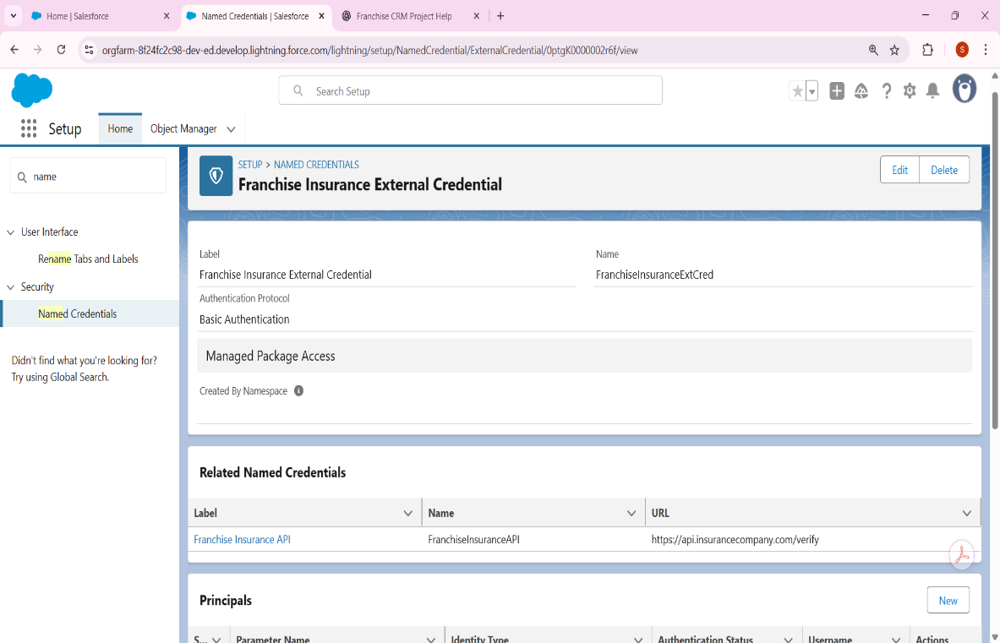 Home | Salesforce
Named Credentials | Salesforce
Franchise CRM Project Help
orgfarm-8f24fc2c98-dev-ed.develop.lightning.force.com/lightning/setup/NamedCredential/ExternalCredential/0ptgK0000002r6f/view
S
Search Setup
Setup
Home
Object Manager
name
User Interface
Rename Tabs and Labels
Security
Named Credentials
Didn't find what you're looking for?
Try using Global Search.
SETUP > NAMED CREDENTIALS
Franchise Insurance External Credential
Edit
Delete
Label
Name
Franchise Insurance External Credential
FranchiseInsuranceExtCred
Authentication Protocol
Basic Authentication
Managed Package Access
Created By Namespace
Related Named Credentials
Label
Name
URL
Franchise Insurance API
FranchiseInsuranceAPI
https://api.insurancecompany.com/verify
Principals
New
S...
Parameter Name
Identity Type
Authentication Status
Username
Actions